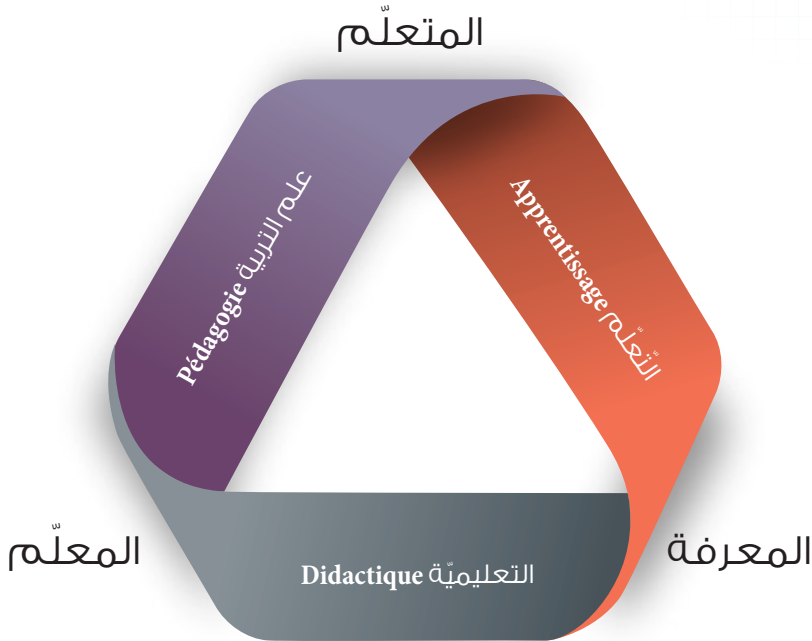 المتعلّم
علم التربية Pédagogie
Apprentissage التّعلّم
المعلّم
المعرفة
التعليميّة Didactique